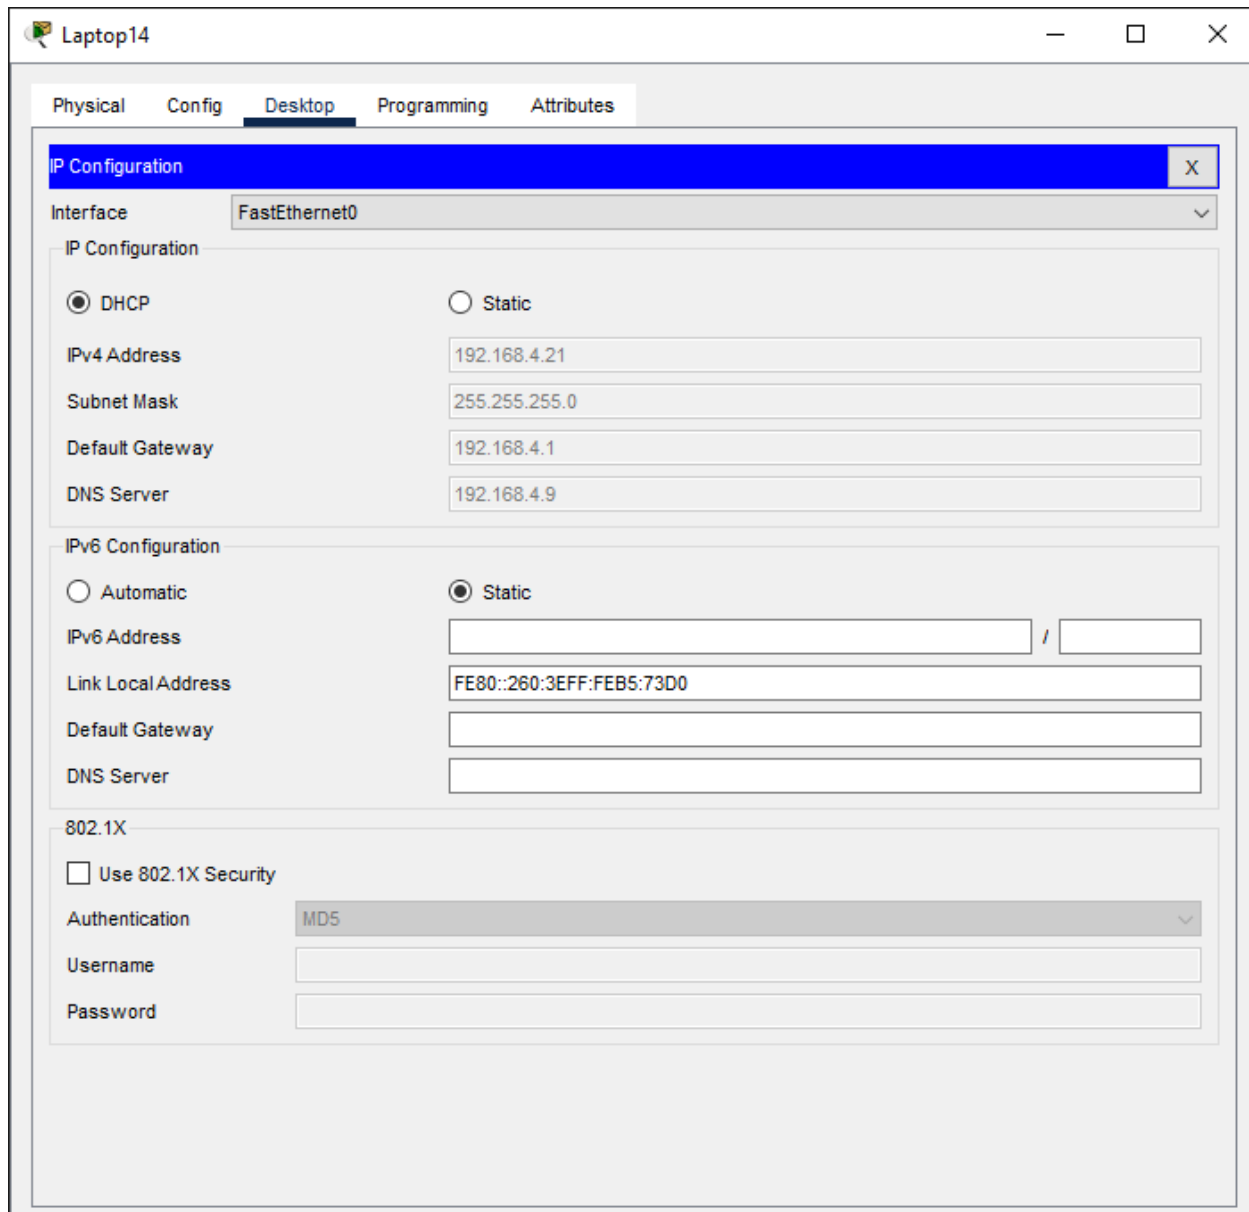 Laptop14
Physical Config Desktop Programming Attributes
IP Configuration X
Interface FastEthernet0
IP Configuration
DHCP Static
IPv4 Address 192.168.4.21
Subnet Mask 255.255.255.0
Default Gateway 192.168.4.1
DNS Server 192.168.4.9
IPv6 Configuration
Automatic Static
IPv6 Address /
Link Local Address FE80::260:3EFF:FEB5:73D0
Default Gateway
DNS Server
802.1X
Use 802.1X Security
Authentication MD5
Username
Password